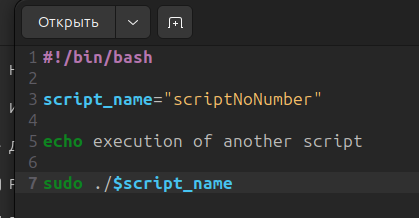 Открыть
1 #!/bin/bash
2
3 script_name="scriptNoNumber"
4
5 echo execution of another script
6
7 sudo ./$script_name